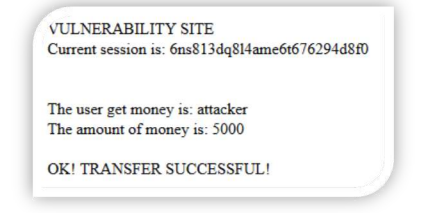 VULNERABILITY SITE
Current session is: 6ns813dq8l4ame6t676294d8f0
The user get money is: attacker
The amount of money is: 5000
OK! TRANSFER SUCCESSFUL!